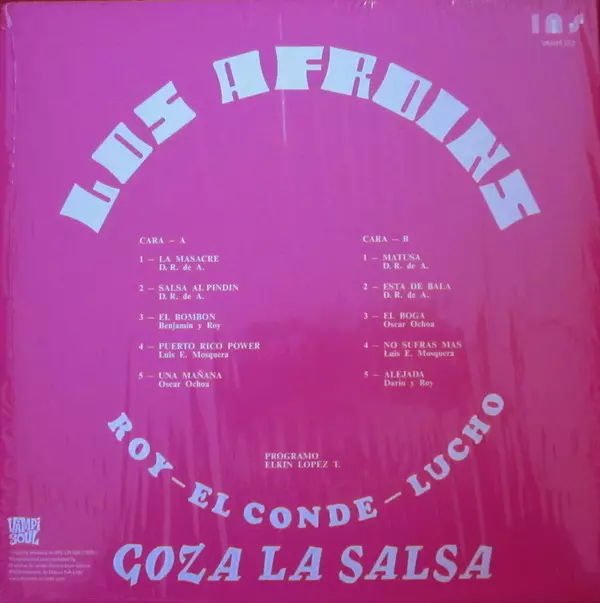 INS
VAMPI 222
LOS AFROINS
CARA – A
1 – LA MASACRE
D. R. de A.
2 – SALSA AL PINDIN
D. R. de A.
3 – EL BOMBON
Benjamin y Roy
4 – PUERTO RICO POWER
Luis E. Mosquera
5 – UNA MAÑANA
Oscar Ochoa
CARA – B
1 – MATUSA
D. R. de A.
2 – ESTA DE BALA
D. R. de A.
3 – EL BOGA
Oscar Ochoa
4 – NO SUFRAS MAS
Luis E. Mosquera
5 – ALEJADA
Dario y Roy
PROGRAMO
ELKIN LOPEZ T.
ROY – EL CONDE – LUCHO
GOZA LA SALSA
VAMPI
SOUL